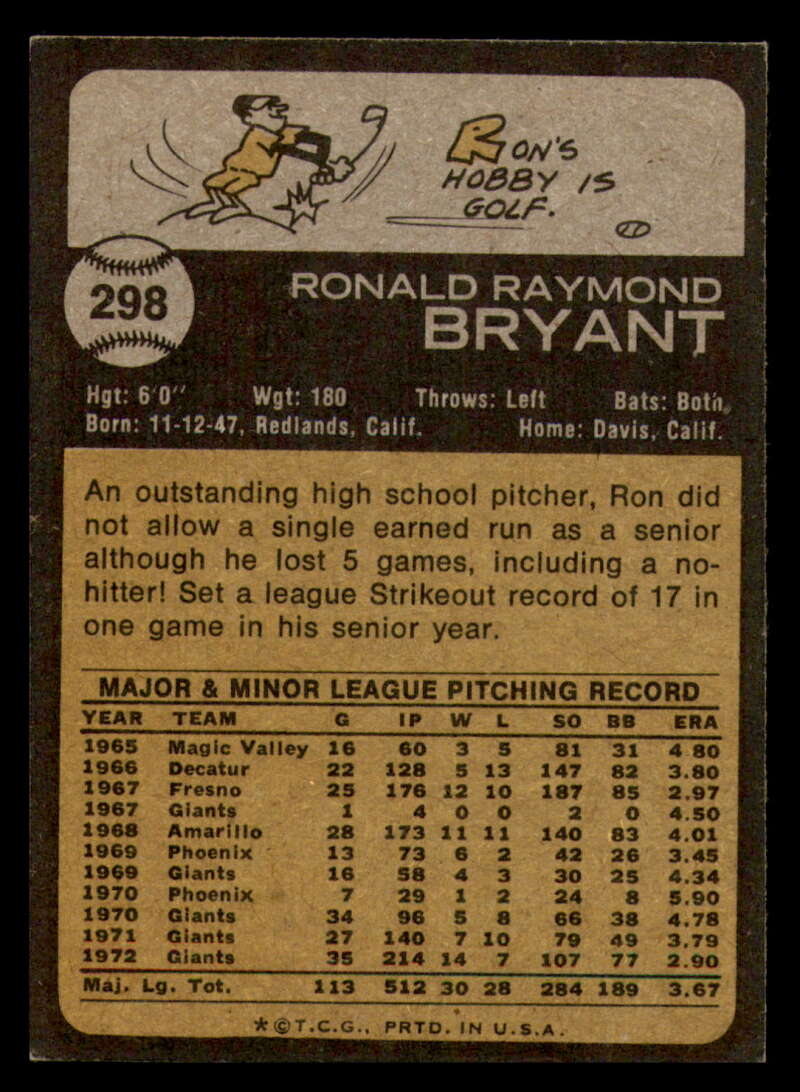 RON'S
HOBBY IS
GOLF.
298
RONALD RAYMOND
BRYANT
Hgt: 6'0" Wgt: 180 Throws: Left Bats: Both
Born: 11-12-47, Redlands, Calif. Home: Davis, Calif.
An outstanding high school pitcher, Ron did
not allow a single earned run as a senior
although he lost 5 games, including a no-
hitter! Set a league Strikeout record of 17 in
one game in his senior year.
MAJOR & MINOR LEAGUE PITCHING RECORD
YEAR TEAM G IP W L SO BB ERA
1965 Magic Valley 16 60 3 5 81 31 4.80
1966 Decatur 22 128 5 13 147 82 3.80
1967 Fresno 25 176 12 10 187 85 2.97
1967 Giants 1 4 0 0 2 0 4.50
1968 Amarillo 28 173 11 11 140 83 4.01
1969 Phoenix 13 73 6 2 42 26 3.45
1969 Giants 16 58 4 3 30 25 4.34
1970 Phoenix 7 29 1 2 24 8 5.90
1970 Giants 34 96 5 8 66 38 4.78
1971 Giants 27 140 7 10 79 49 3.79
1972 Giants 35 214 14 7 107 77 2.90
Maj. Lg. Tot. 113 512 30 28 284 189 3.67
*©T.C.G., PRTD. IN U.S.A.